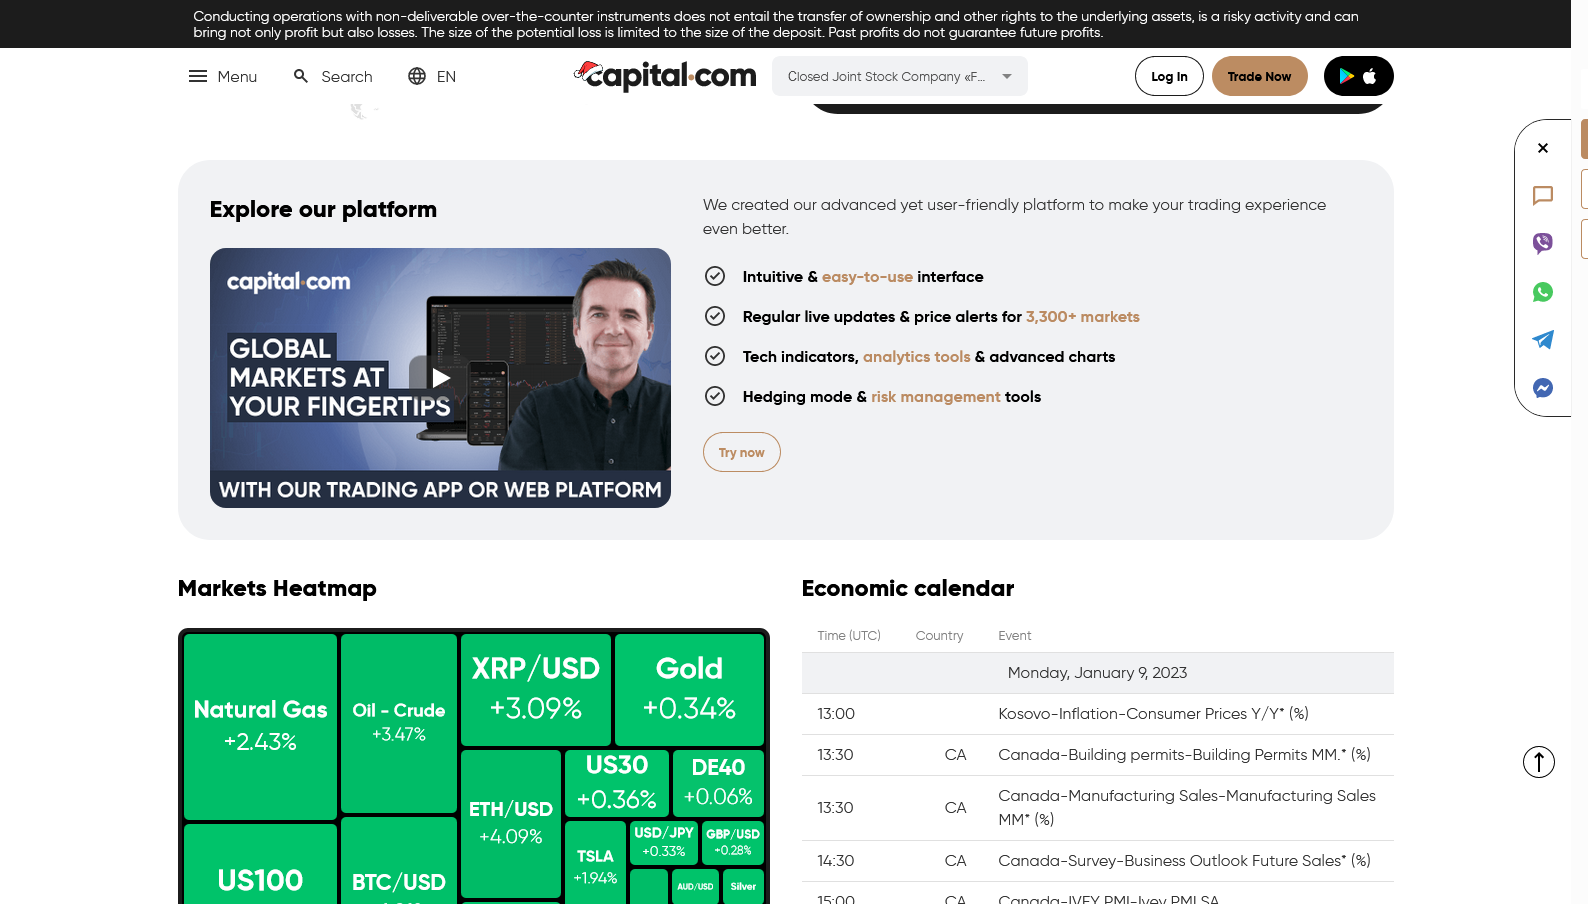 Conducting operations with non-deliverable over-the-counter instruments does not entail the transfer of ownership and other rights to the underlying assets, is a risky activity and can
bring not only profit but also losses. The size of the potential loss is limited to the size of the deposit. Past profits do not guarantee future profits.
Menu
Search
EN
capital.com
Closed Joint Stock Company «F...
Log In
Trade Now
Explore our platform
capital.com
GLOBAL
MARKETS AT
YOUR FINGERTIPS
WITH OUR TRADING APP OR WEB PLATFORM
We created our advanced yet user-friendly platform to make your trading experience
even better.
Intuitive & easy-to-use interface
Regular live updates & price alerts for 3,300+ markets
Tech indicators, analytics tools & advanced charts
Hedging mode & risk management tools
Try now
Markets Heatmap
Natural Gas
+2.43%
Oil - Crude
+3.47%
XRP/USD
+3.09%
Gold
+0.34%
US30
+0.36%
DE40
+0.06%
ETH/USD
+4.09%
TSLA
+1.94%
USD/JPY
+0.33%
GBP/USD
+0.28%
US100
BTC/USD
AUD/USD
Silver
Economic calendar
Time (UTC) Country Event
Monday, January 9, 2023
13:00 Kosovo-Inflation-Consumer Prices Y/Y* (%)
13:30 CA Canada-Building permits-Building Permits MM.* (%)
13:30 CA Canada-Manufacturing Sales-Manufacturing Sales
MM* (%)
14:30 CA Canada-Survey-Business Outlook Future Sales* (%)
15:00 CA Canada-IVEY PMI-Ivey PMI SA